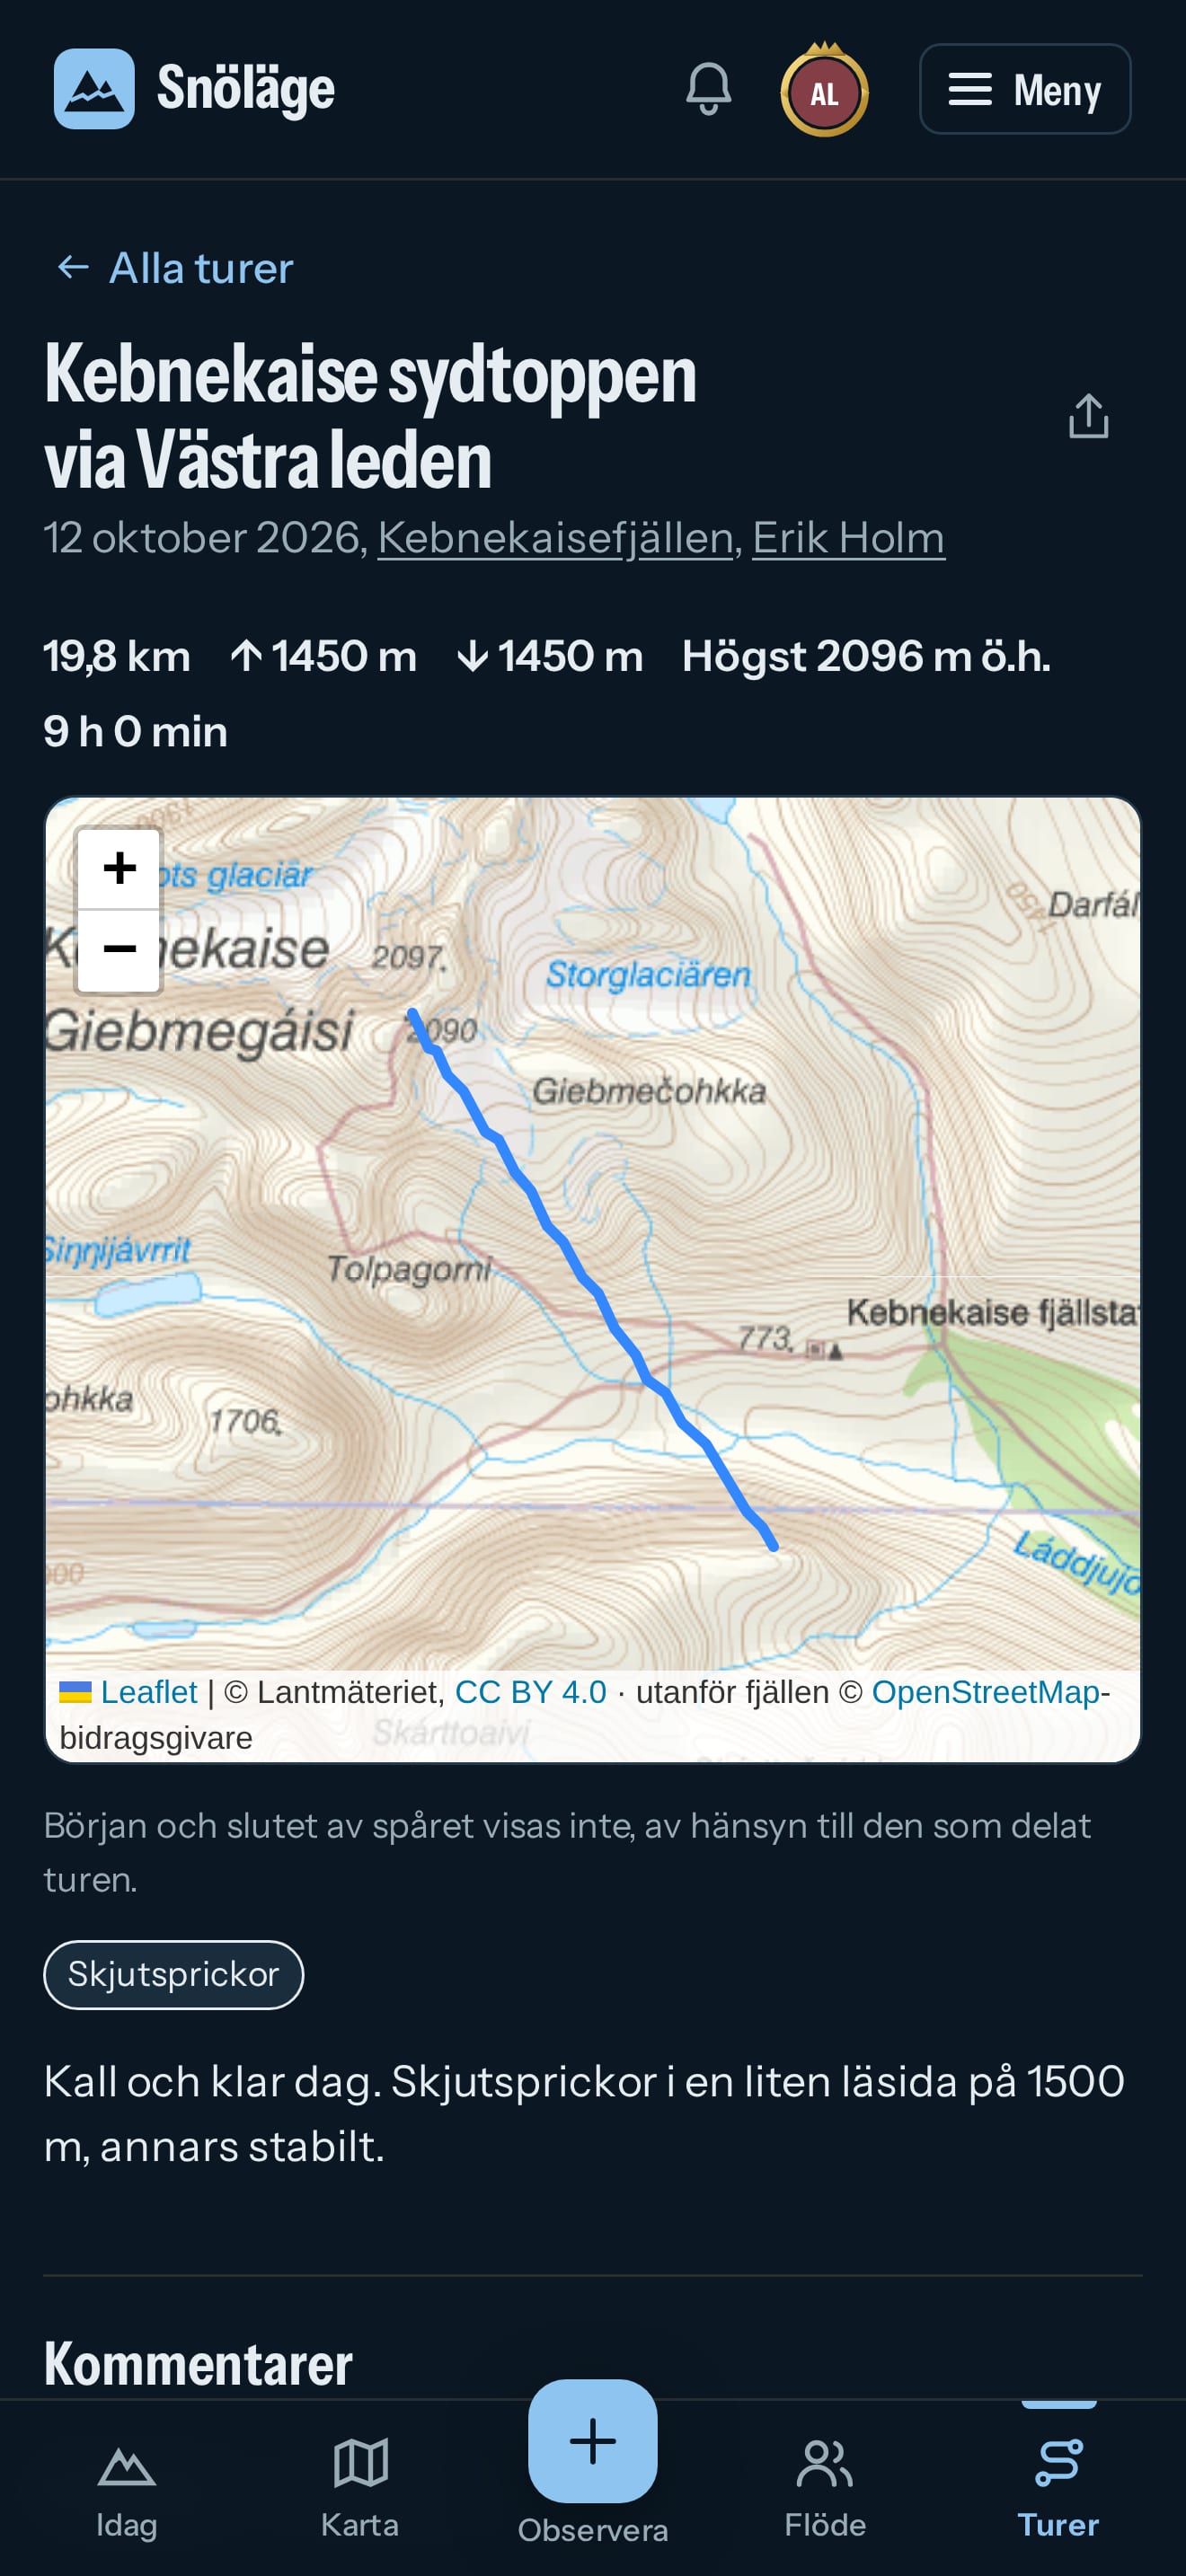 Snöläge
AL
Meny
← Alla turer
Kebnekaise sydtoppen
via Västra leden
12 oktober 2026, Kebnekaisefjällen, Erik Holm
19,8 km ↑ 1450 m ↓ 1450 m Högst 2096 m ö.h.
9 h 0 min
+
−
glaciär
2097
Storglaciären
Darfál
Giebmegáisi
2090
Giebmečohkka
Tolpagorni
Kebnekaise fjällsta
773
1706
Láddjujo
Leaflet | © Lantmäteriet, CC BY 4.0 · utanför fjällen © OpenStreetMap-
bidragsgivare
Skárttoaivi
Början och slutet av spåret visas inte, av hänsyn till den som delat
turen.
Skjutsprickor
Kall och klar dag. Skjutsprickor i en liten läsida på 1500
m, annars stabilt.
Kommentarer
Idag
Karta
Observera
Flöde
Turer